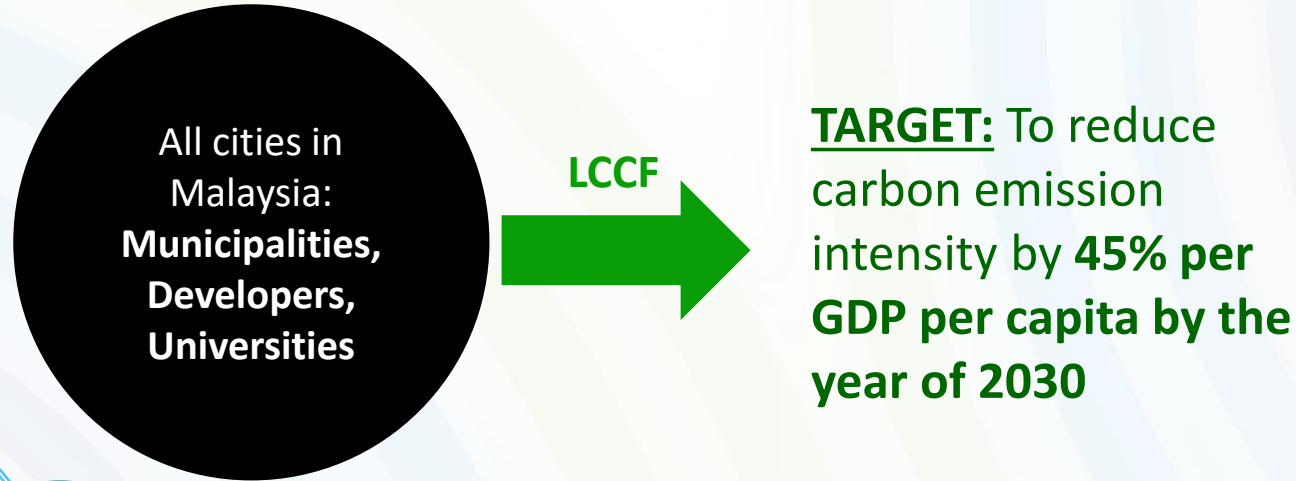 All cities in
Malaysia:
Municipalities,
Developers,
Universities
LCCF
TARGET: To reduce
carbon emission
intensity by 45% per
GDP per capita by the
year of 2030